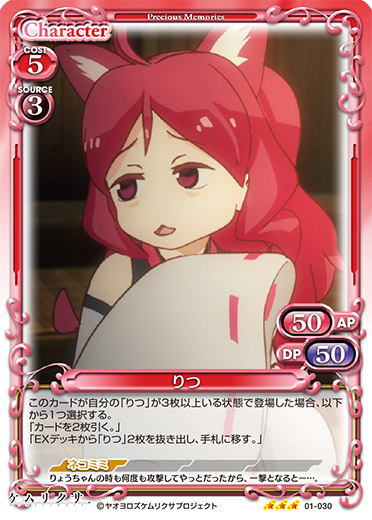 Precious Memories
Character
COST
5
SOURCE
3
50 AP
DP 50
りつ
このカードが自分の「りつ」が3枚以上いる状態で登場した場合、以下
から1つ選択する。
「カードを2枚引く。」
「EXデッキから「りつ」2枚を抜き出し、手札に移す。」
ネコミミ
りょうちゃんの時も何度も攻撃してやっとだったから、一撃となると…。
ケムリクサ
©ヤオヨロズケムリクサプロジェクト
★★★ 01-030